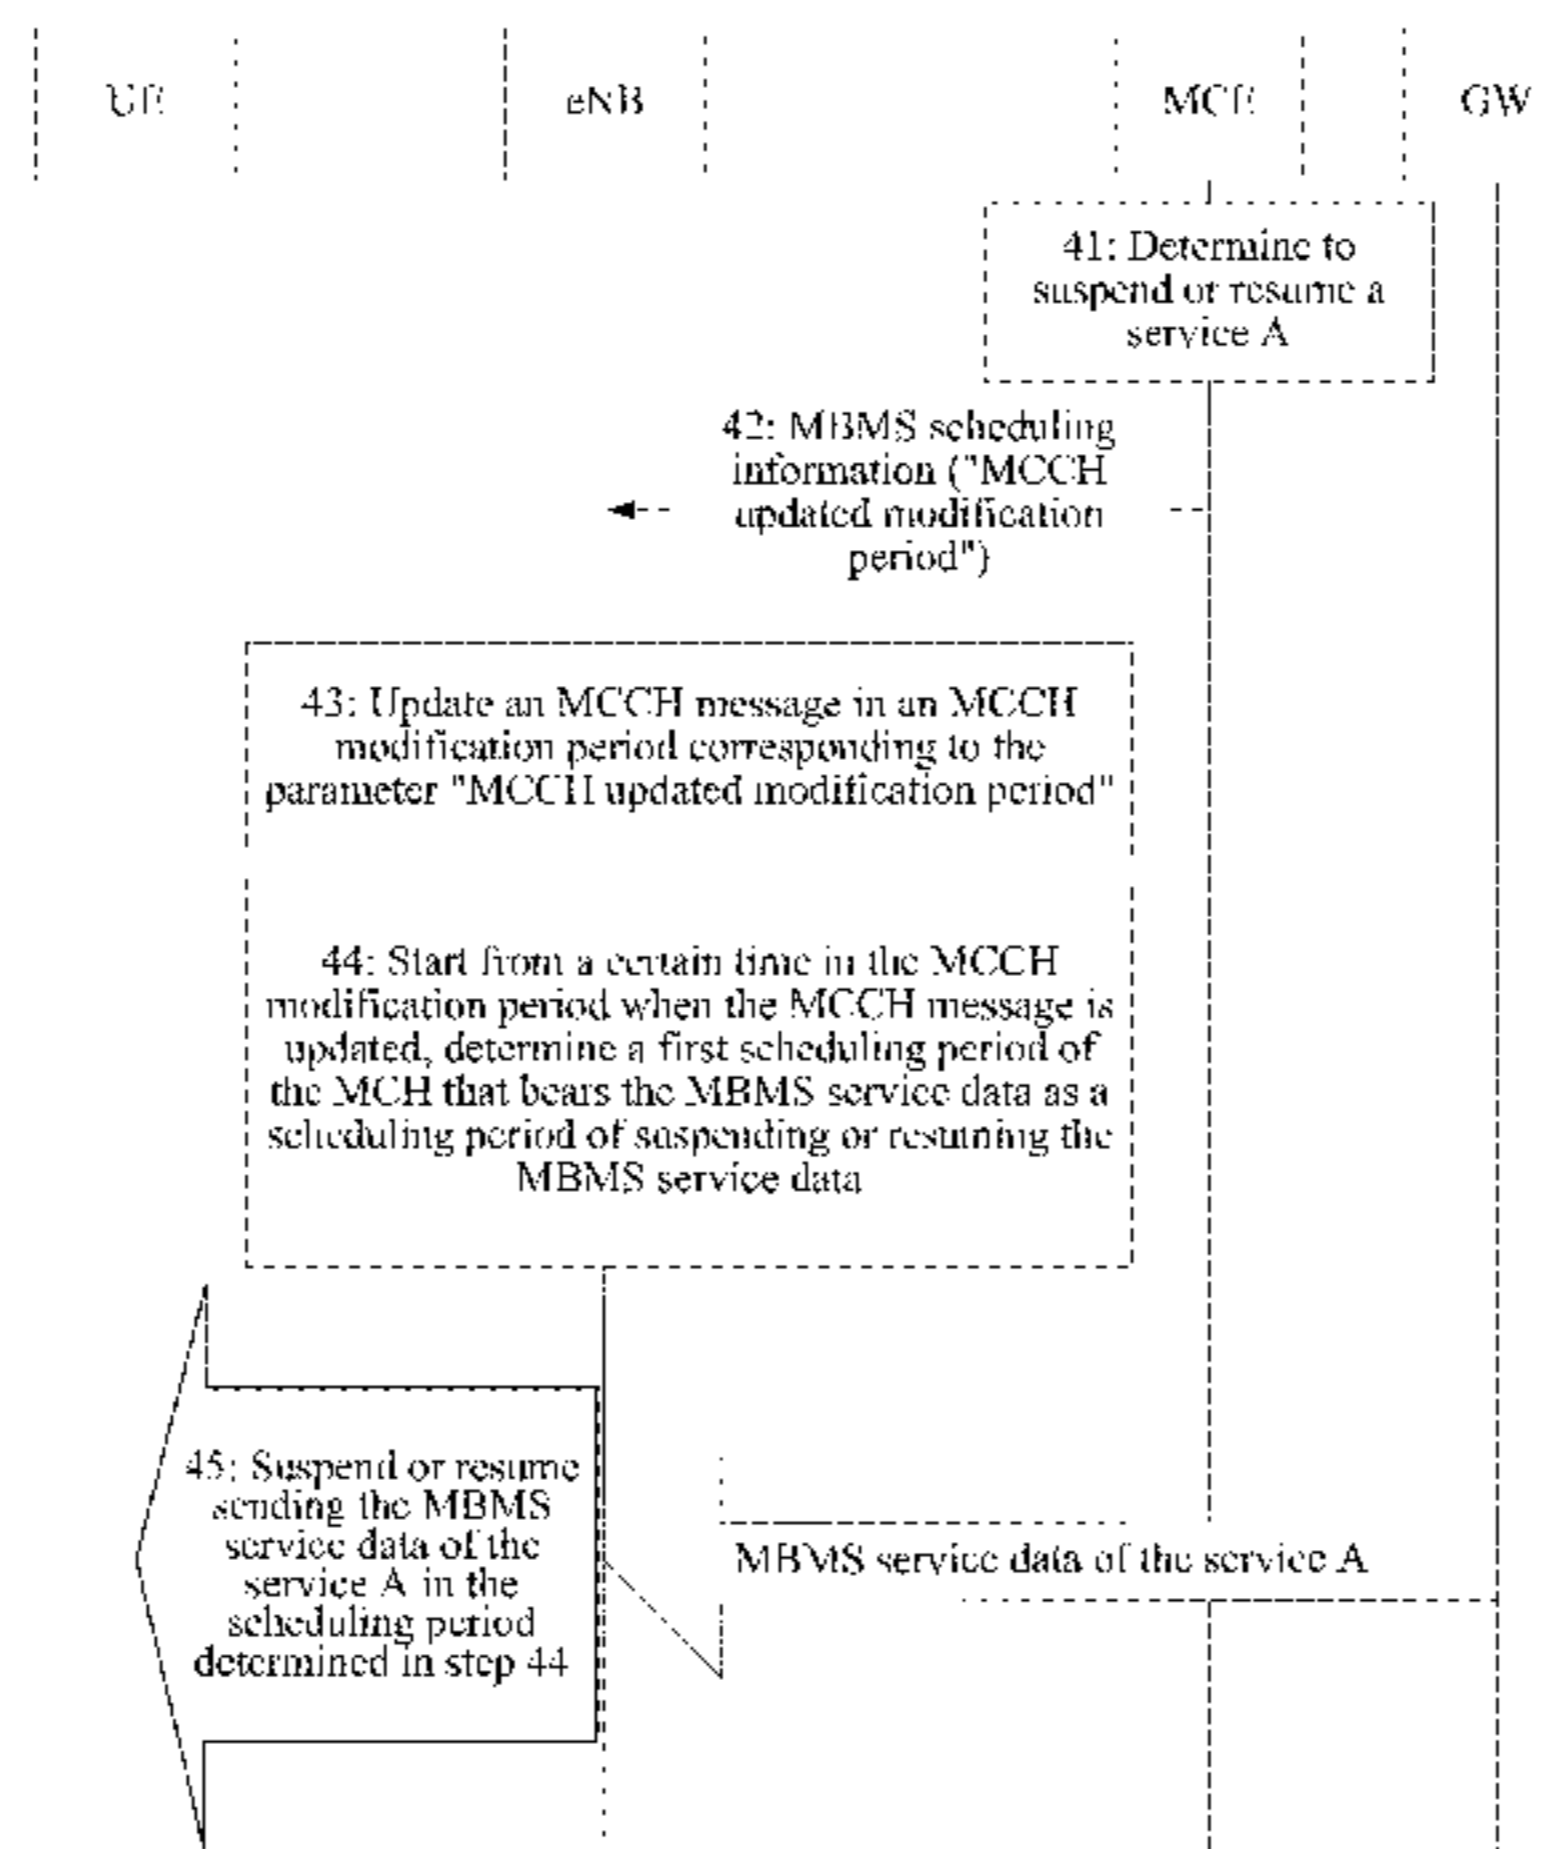 UE
eNB
MCE
GW
41: Determine to
suspend or resume a
service A
42: MBMS scheduling
information ("MCCH
updated modification
period")
43: Update an MCCH message in an MCCH
modification period corresponding to the
parameter "MCCH updated modification period"
44: Start from a certain time in the MCCH
modification period when the MCCH message is
updated, determine a first scheduling period of
the MCH that bears the MBMS service data as a
scheduling period of suspending or resuming the
MBMS service data
45: Suspend or resume
sending the MBMS
service data of the
service A in the
scheduling period
determined in step 44
MBMS service data of the service A